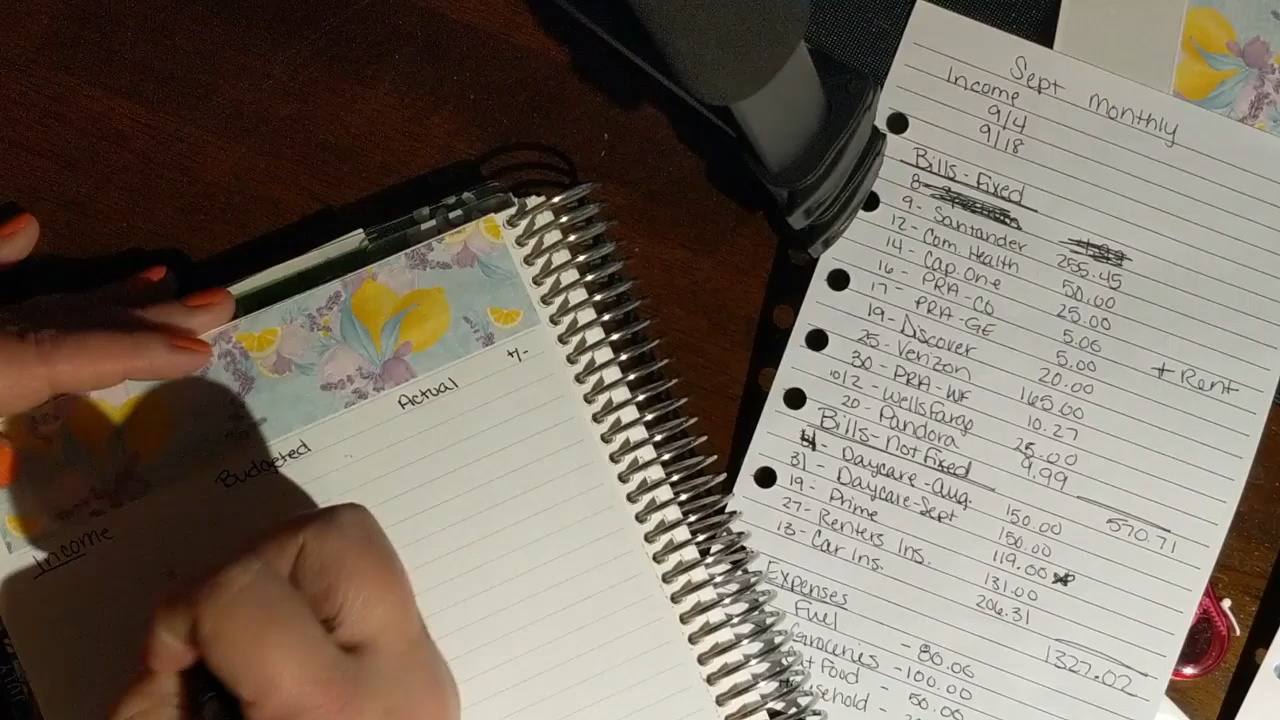 Budgeted Actual +/-
Income
Sept Monthly
Income
9/4
9/18
Bills-Fixed
8-
9- Santander 255.45
12- Com. Health 50.00
14- Cap. One 25.00
16- PRA-CO 5.06
17- PRA-GE 5.00
19- Discover 20.00
+ Rent
25- Verizon 165.00
30- PRA-WF 10.27
10/2- Wells Fargo 25.00
20- Pandora 9.99
570.71
Bills-Not Fixed
- Daycare-Aug. 150.00
31- Daycare-Sept 150.00
19- Prime 119.00
27- Renters Ins. 131.00
13- Car Ins. 206.31
1327.02
Expenses
Fuel -80.00
Groceries -100.00
Food - 50.00